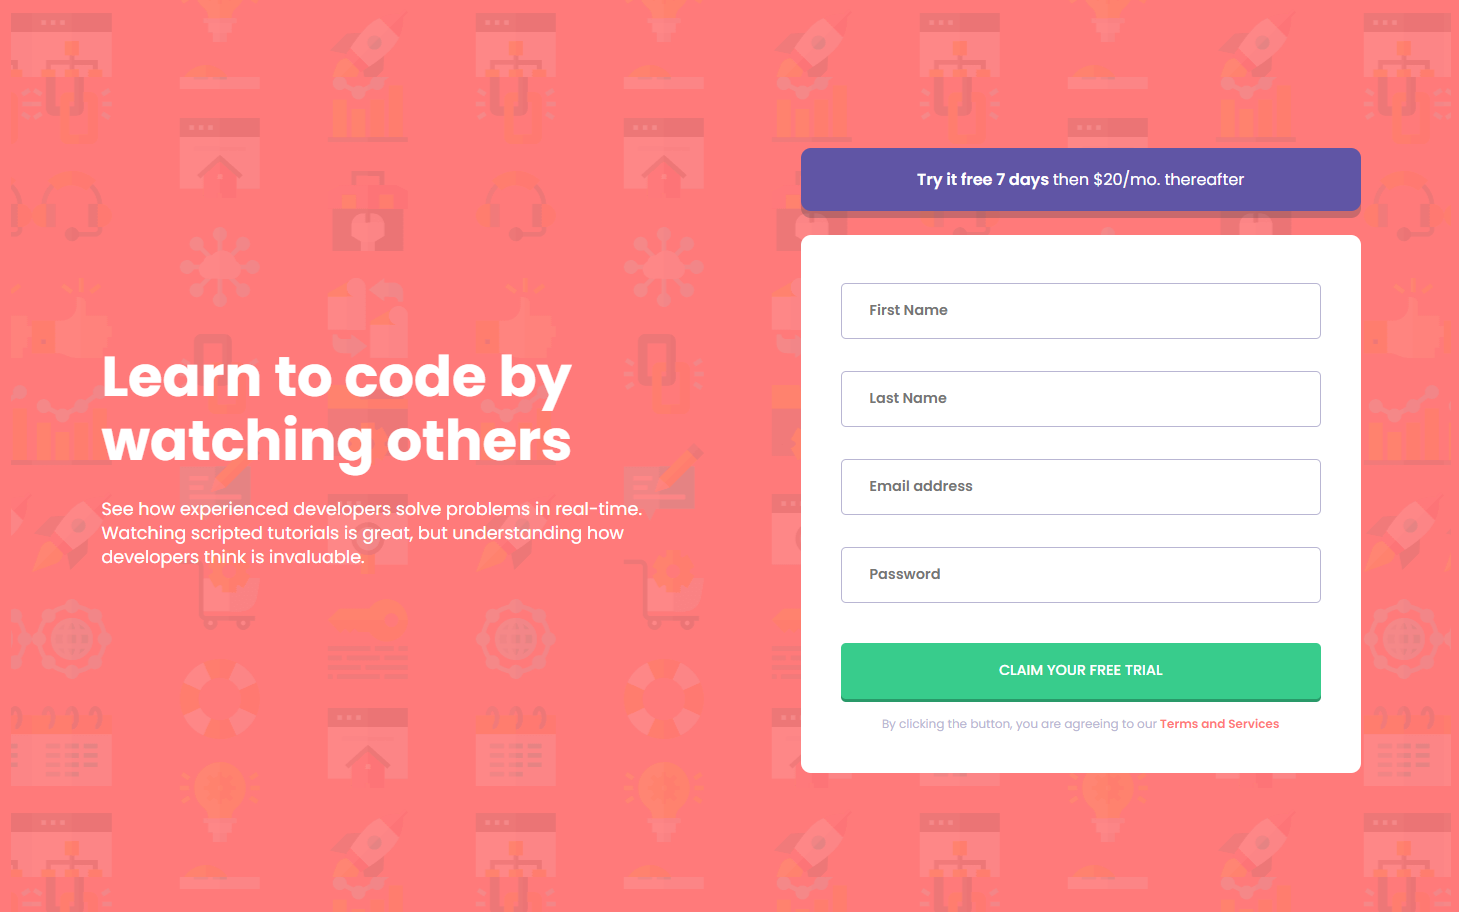 Learn to code by
watching others
See how experienced developers solve problems in real-time.
Watching scripted tutorials is great, but understanding how
developers think is invaluable.
Try it free 7 days then $20/mo. thereafter
First Name
Last Name
Email address
Password
CLAIM YOUR FREE TRIAL
By clicking the button, you are agreeing to our Terms and Services